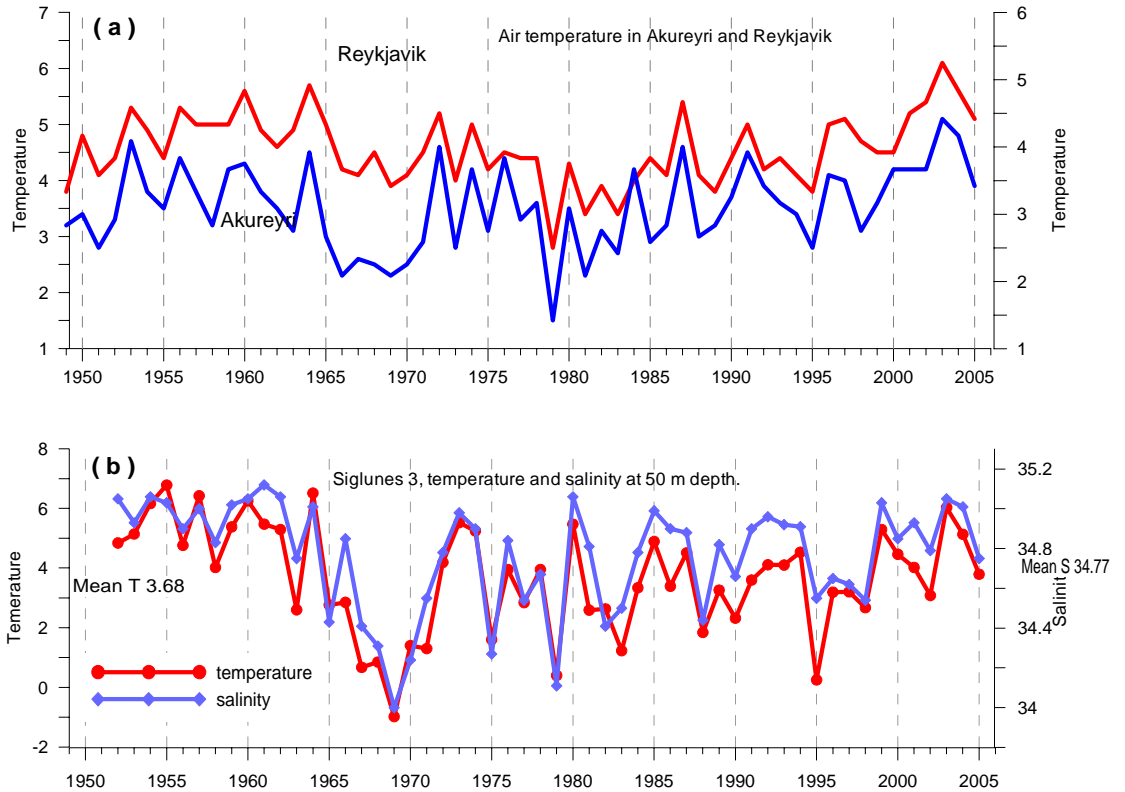 ( a )
Air temperature in Akureyri and Reykjavik
Reykjavik
Akureyri
Temperature
7
6
5
4
3
2
1
Temperature
6
5
4
3
2
1
1950 1955 1960 1965 1970 1975 1980 1985 1990 1995 2000 2005
( b )
Siglunes 3, temperature and salinity at 50 m depth.
Mean T 3.68
Mean S 34.77
Temerature
8
6
4
2
0
-2
Salinit
35.2
34.8
34.4
34
temperature
salinity
1950 1955 1960 1965 1970 1975 1980 1985 1990 1995 2000 2005